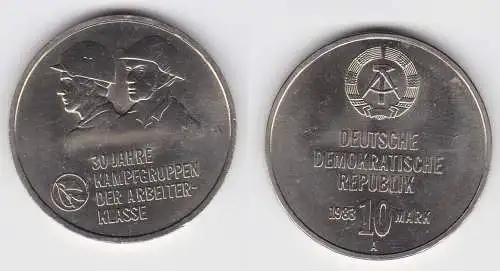 30 JAHRE
KAMPFGRUPPEN
DER ARBEITER-
KLASSE
DEUTSCHE
DEMOKRATISCHE
REPUBLIK
1983 10 MARK
A